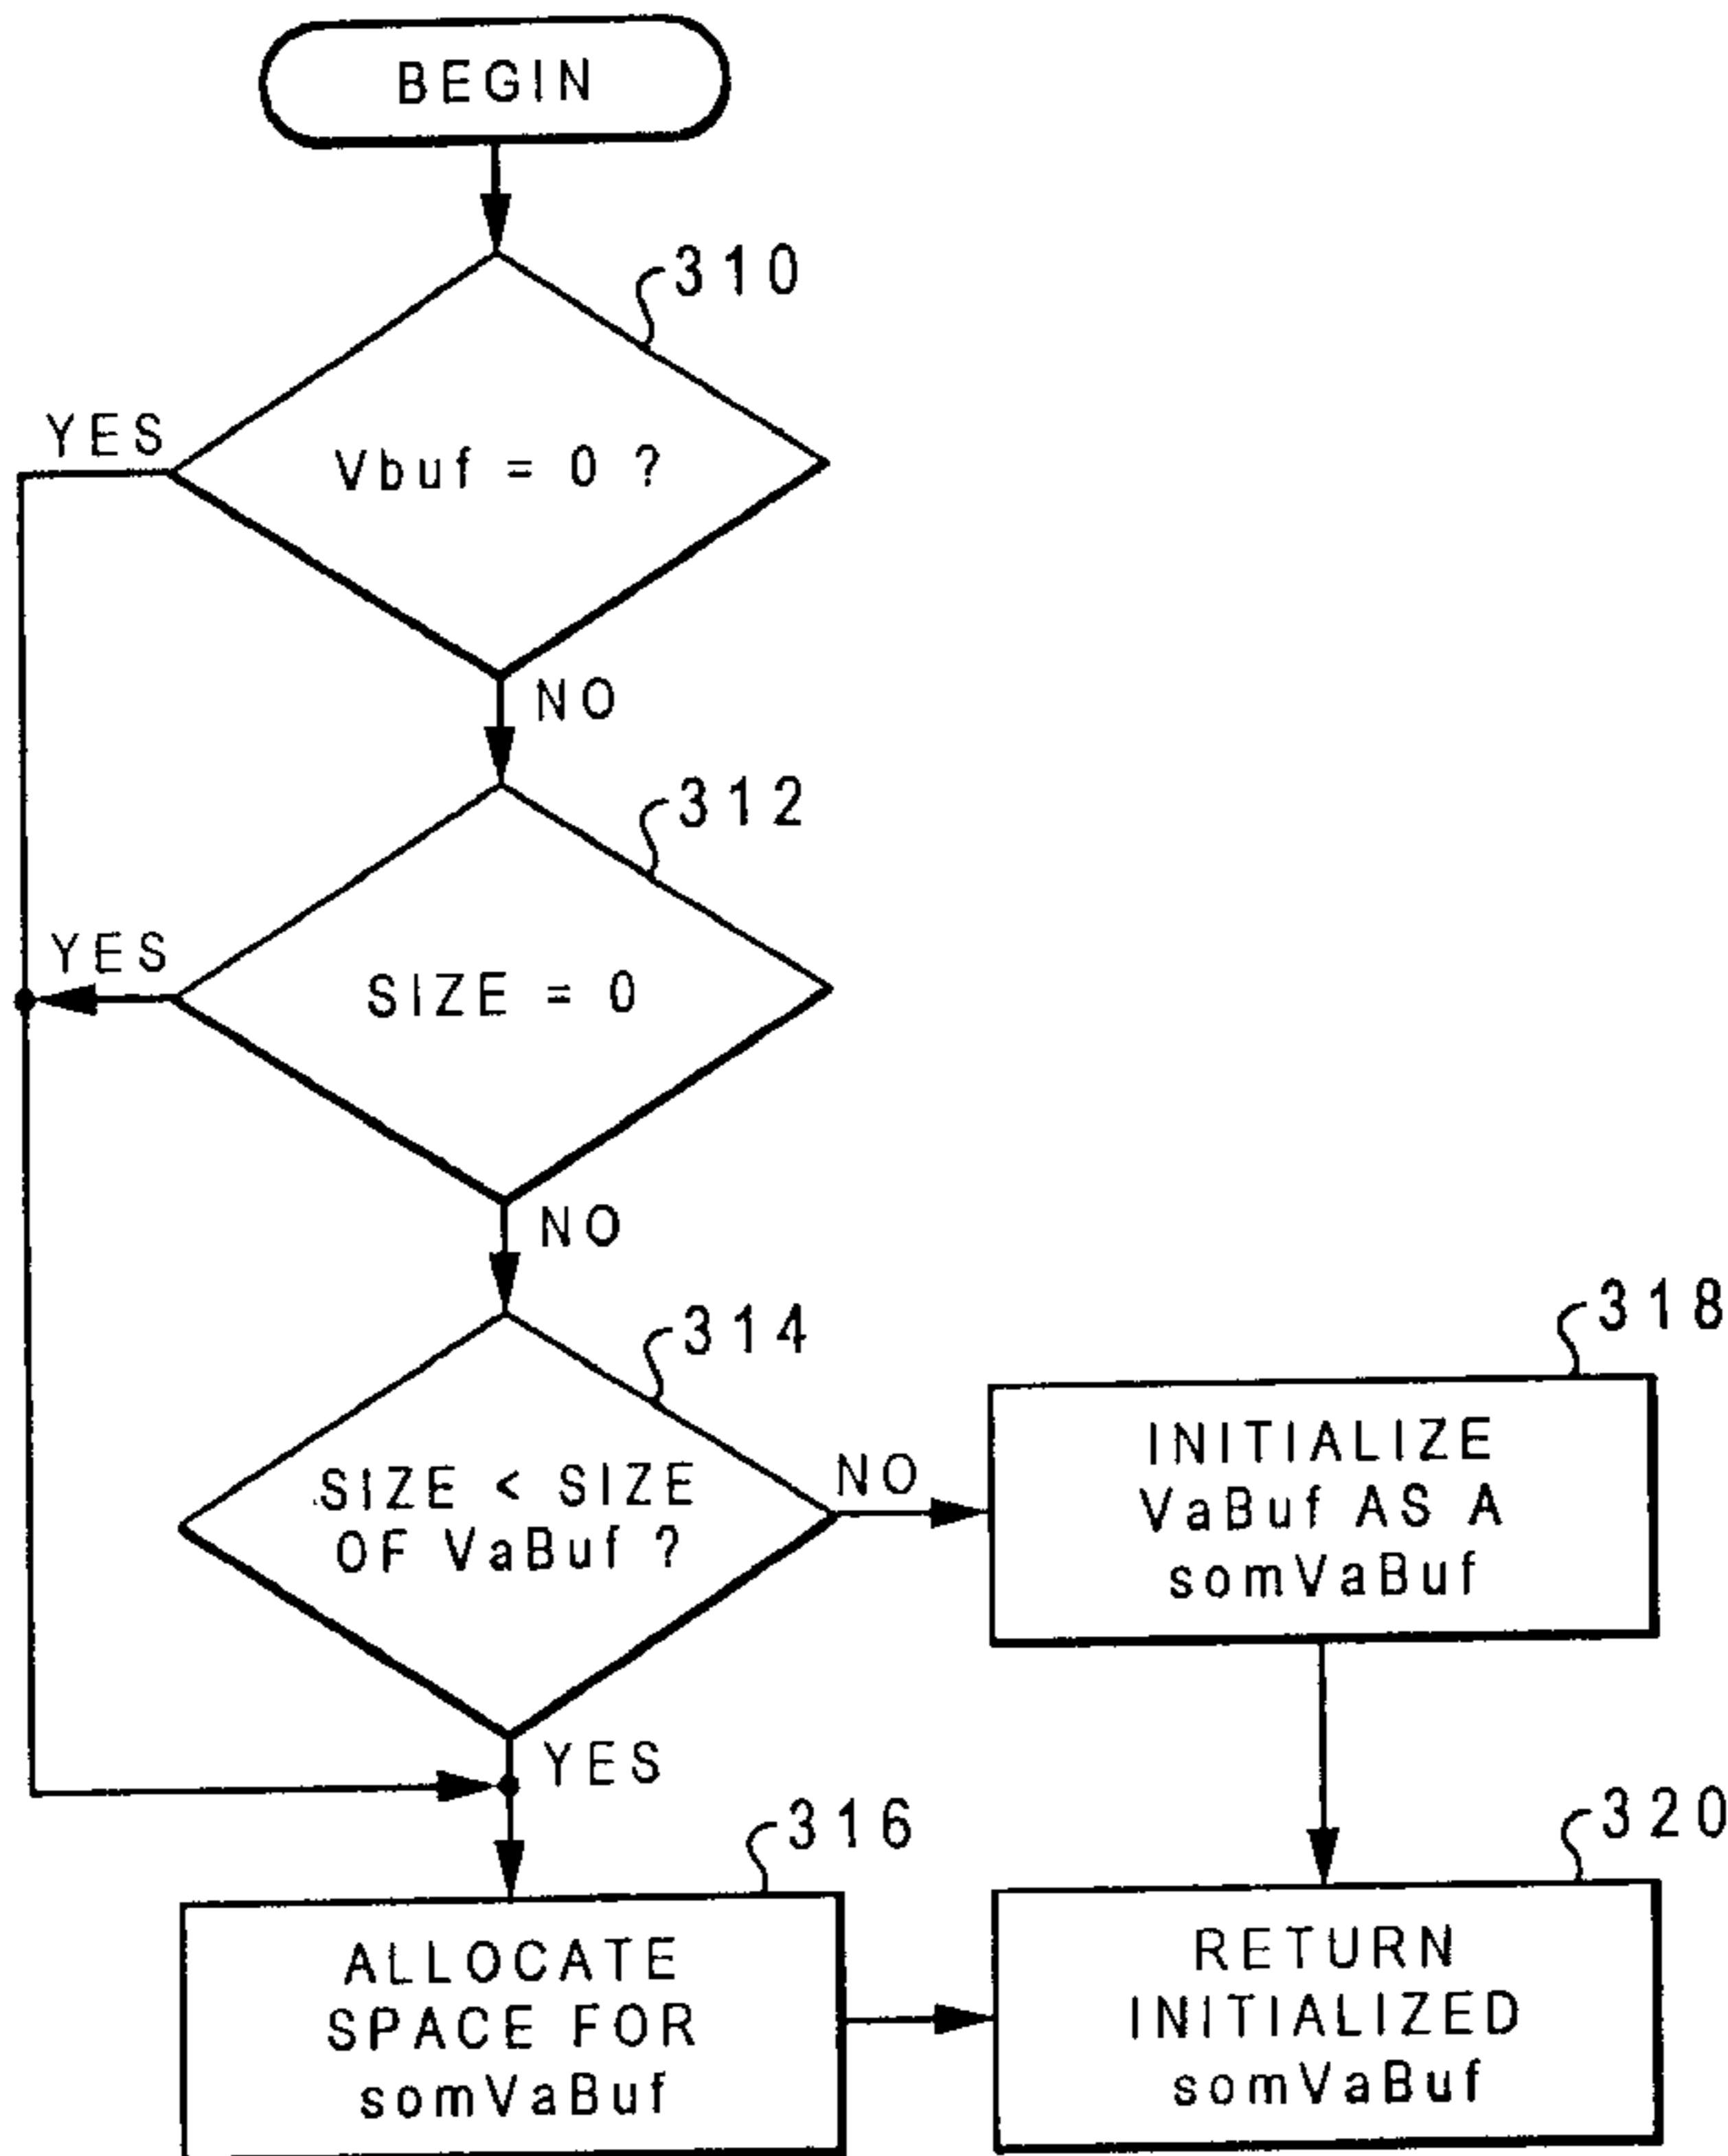 BEGIN
310
YES
Vbuf = 0 ?
NO
312
YES
SIZE = 0
NO
314
318
SIZE < SIZE
OF VaBuf ?
NO
INITIALIZE
VaBuf AS A
somVaBuf
YES
316
320
ALLOCATE
SPACE FOR
somVaBuf
RETURN
INITIALIZED
somVaBuf